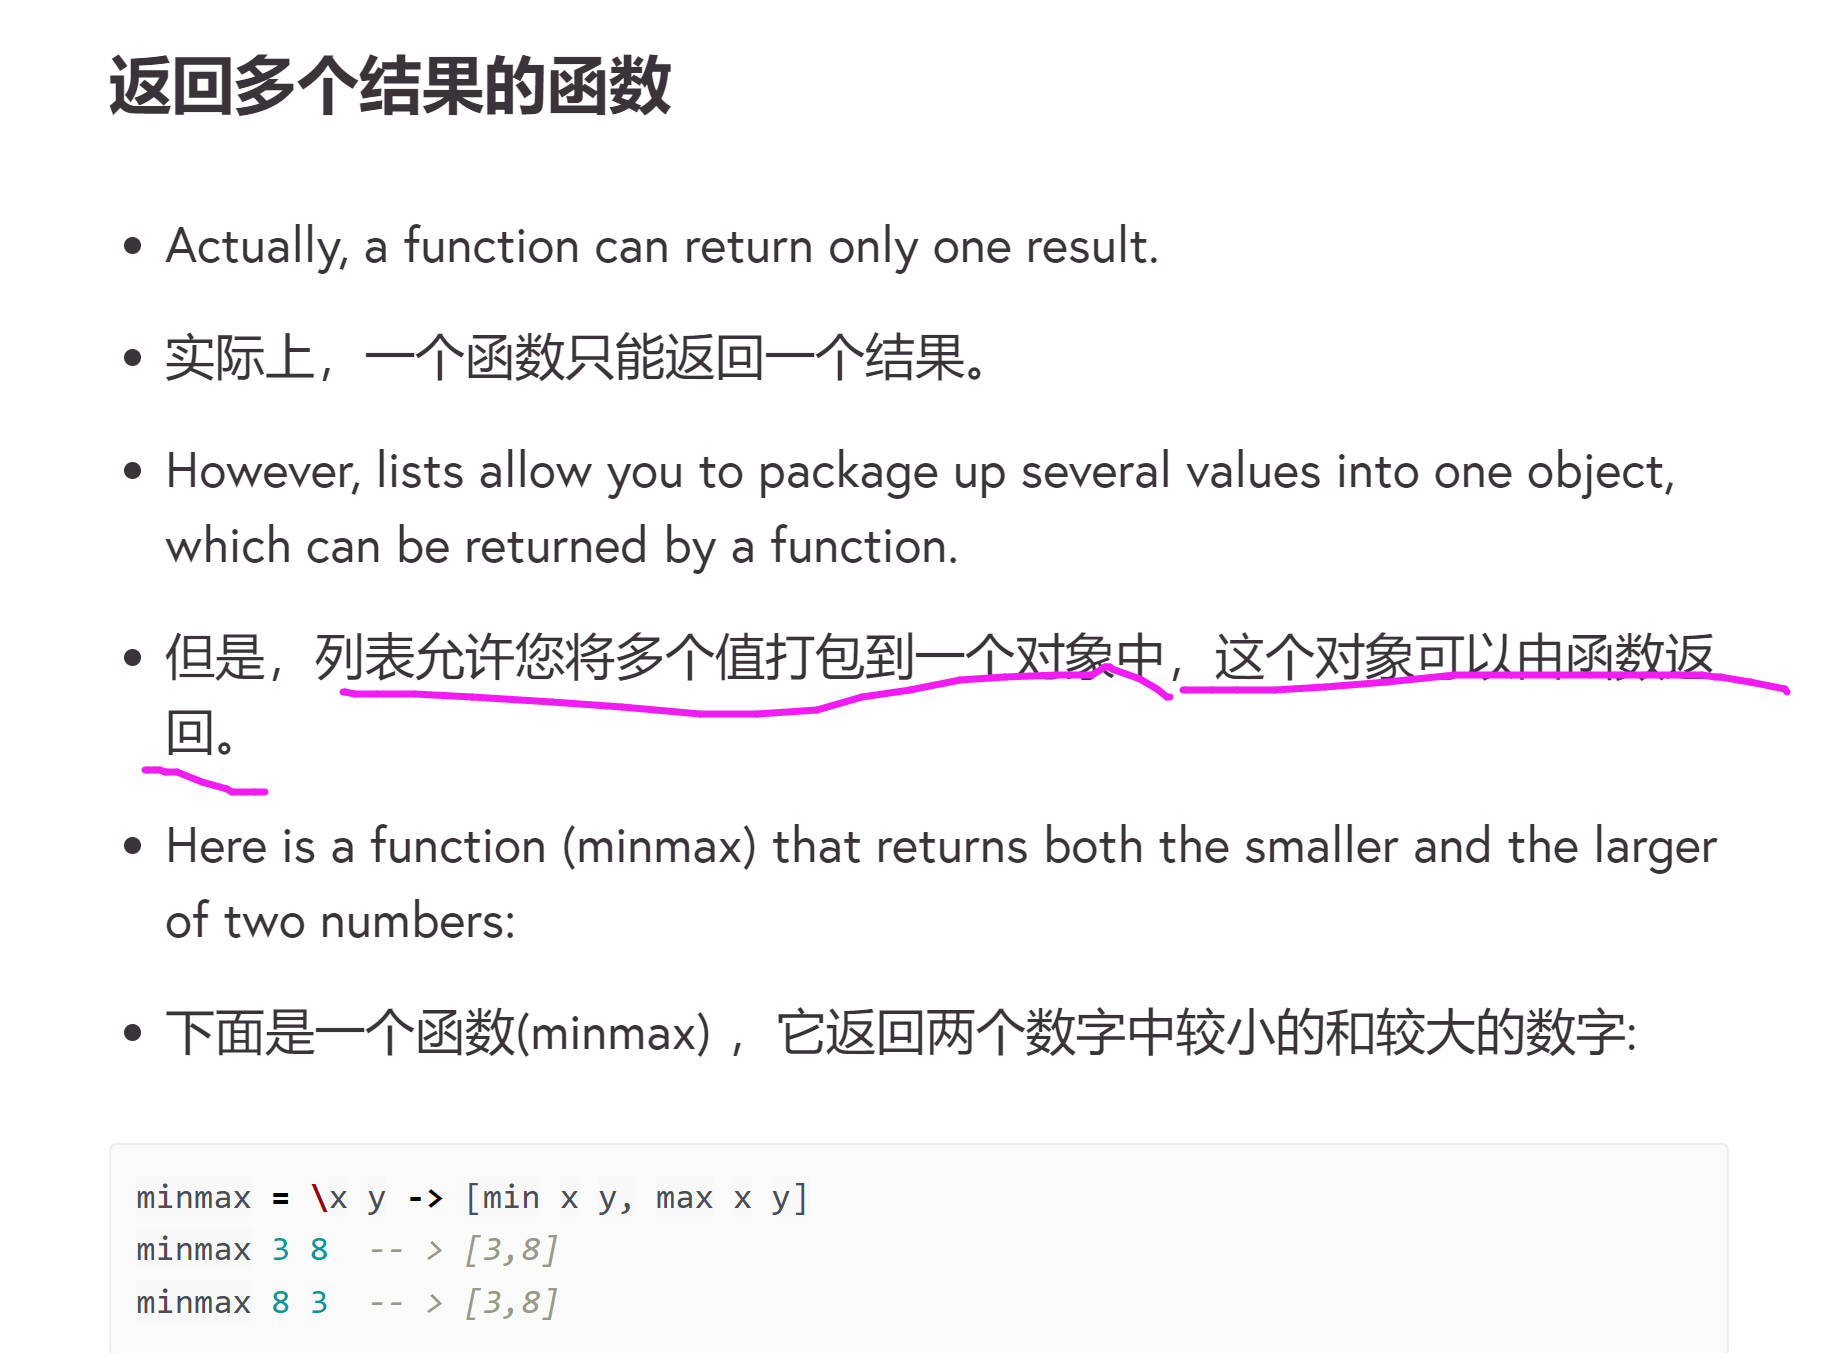 返回多个结果的函数
• Actually, a function can return only one result.
• 实际上，一个函数只能返回一个结果。
• However, lists allow you to package up several values into one object,
which can be returned by a function.
• 但是，列表允许您将多个值打包到一个对象中，这个对象可以由函数返
回。
• Here is a function (minmax) that returns both the smaller and the larger
of two numbers:
• 下面是一个函数(minmax) ，它返回两个数字中较小的和较大的数字:
minmax = \x y -> [min x y, max x y]
minmax 3 8  -- > [3,8]
minmax 8 3  -- > [3,8]